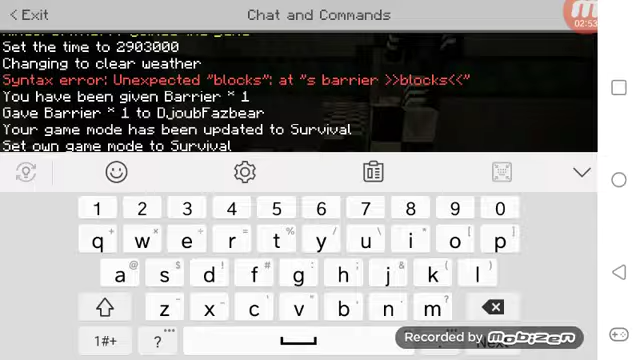 Exit
Chat and Commands
02:53
Set the time to 2903000
Changing to clear weather
Syntax error: Unexpected "blocks": at "s barrier >>blocks<<"
You have been given Barrier * 1
Gave Barrier * 1 to DjoubFazbear
Your game mode has been updated to Survival
Set own game mode to Survival
1 2 3 4 5 6 7 8 9 0
q w e r t y u i o p
a s d f g h j k l
z x c v b n m
1#+ ?
Recorded by mobizen